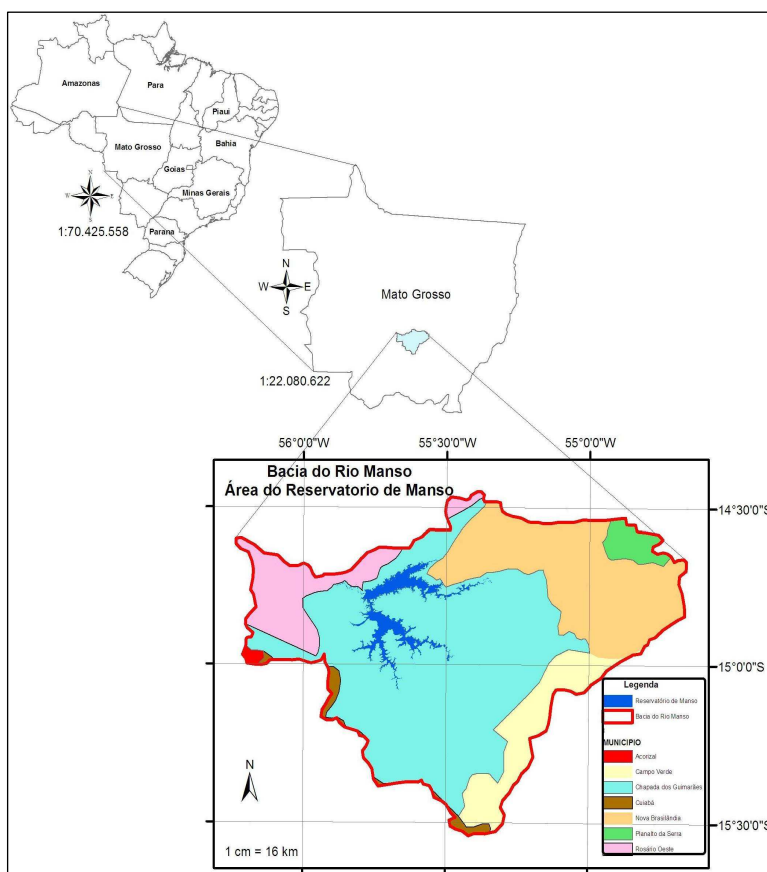 Amazonas
Para
Piaui
Mato Grosso
Bahia
Goias
Minas Gerais
Parana
N
W
E
S
1:70.425.558
N
W
E
S
Mato Grosso
1:22.080.622
56°0'0"W
55°30'0"W
55°0'0"W
Bacia do Rio Manso
Área do Reservatorio de Manso
14°30'0"S
15°0'0"S
15°30'0"S
Legenda
Reservatório de Manso
Bacia do Rio Manso
MUNICIPIO
Acorizal
Campo Verde
Chapada dos Guimarães
Cuiabá
Nova Brasilândia
Planalto da Serra
Rosário Oeste
N
1 cm = 16 km